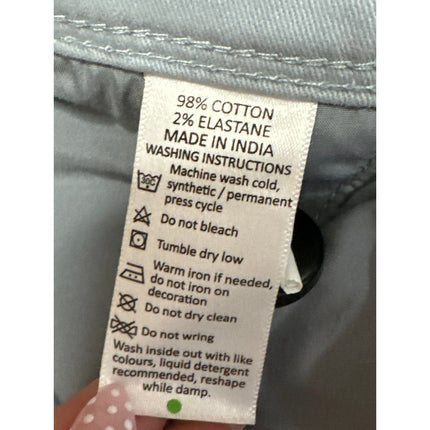 98% COTTON
2% ELASTANE
MADE IN INDIA
WASHING INSTRUCTIONS
30C
Machine wash cold,
synthetic / permanent
press cycle
Do not bleach
Tumble dry low
Warm iron if needed,
do not iron on
decoration
Do not dry clean
Do not wring
Wash inside out with like
colours, liquid detergent
recommended, reshape
while damp.